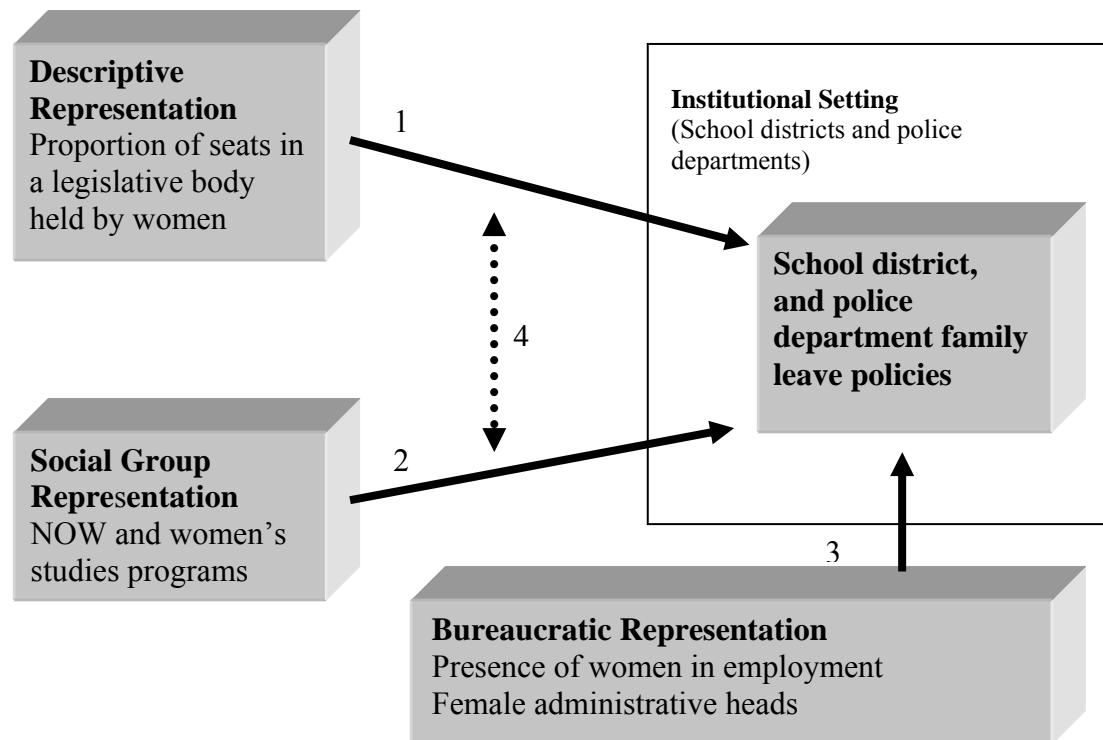 Descriptive
Representation
Proportion of seats in
a legislative body
held by women
1
Institutional Setting
(School districts and police
departments)
School district,
and police
department family
leave policies
4
Social Group
Representation
NOW and women’s
studies programs
2
3
Bureaucratic Representation
Presence of women in employment
Female administrative heads